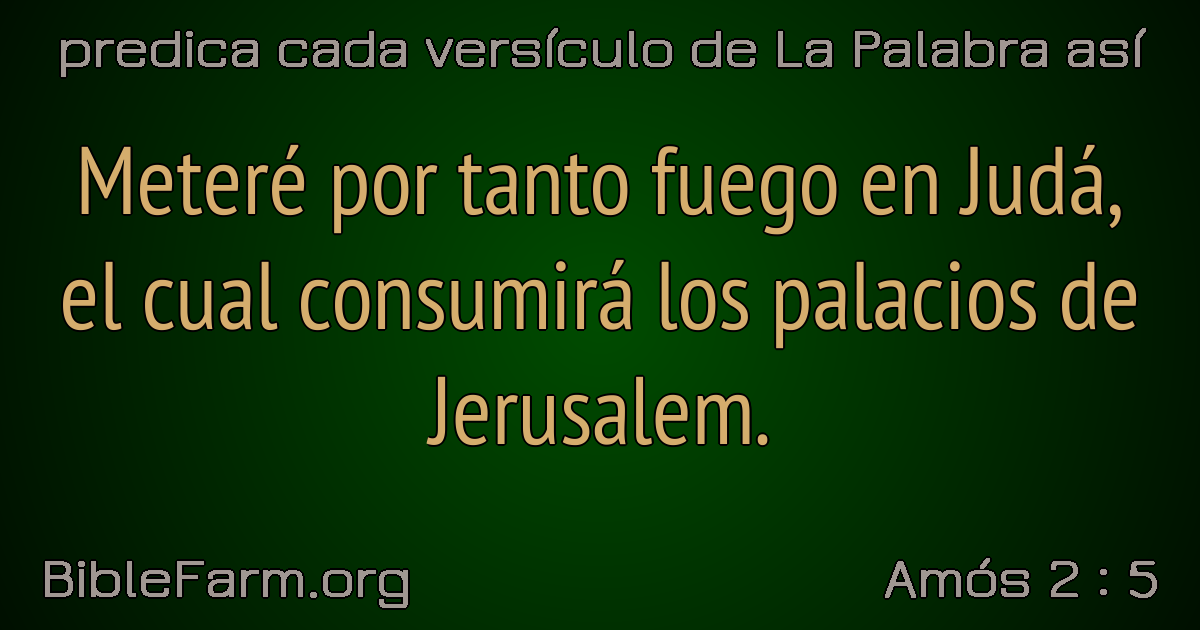 predica cada versículo de La Palabra así
Meteré por tanto fuego en Judá,
el cual consumirá los palacios de
Jerusalem.
BibleFarm.org
Amós 2 : 5